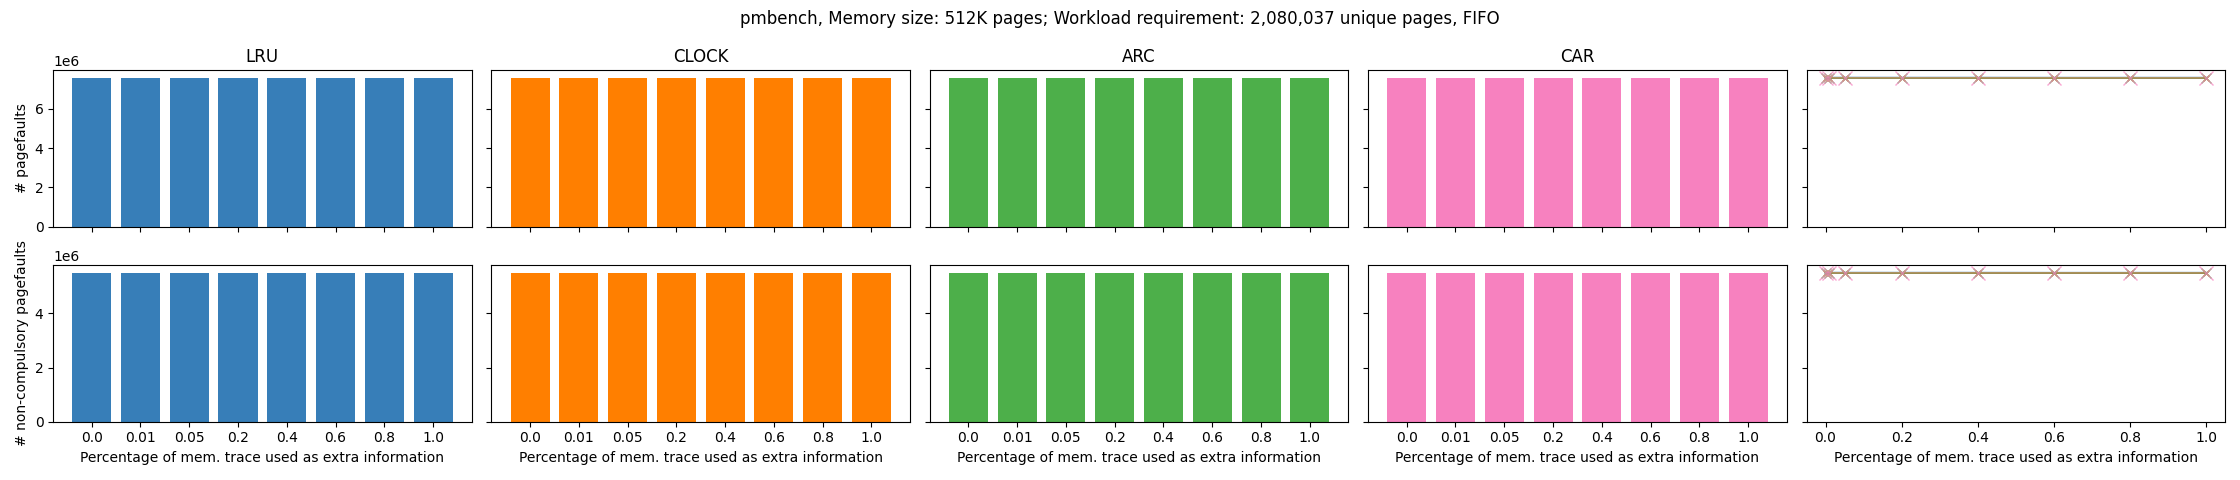 pmbench, Memory size: 512K pages; Workload requirement: 2,080,037 unique pages, FIFO
LRU
CLOCK
ARC
CAR
1e6
# pagefaults
6
4
2
0
1e6
# non-compulsory pagefaults
4
2
0
0.0 0.01 0.05 0.2 0.4 0.6 0.8 1.0
Percentage of mem. trace used as extra information
0.0 0.01 0.05 0.2 0.4 0.6 0.8 1.0
Percentage of mem. trace used as extra information
0.0 0.01 0.05 0.2 0.4 0.6 0.8 1.0
Percentage of mem. trace used as extra information
0.0 0.01 0.05 0.2 0.4 0.6 0.8 1.0
Percentage of mem. trace used as extra information
0.0 0.2 0.4 0.6 0.8 1.0
Percentage of mem. trace used as extra information